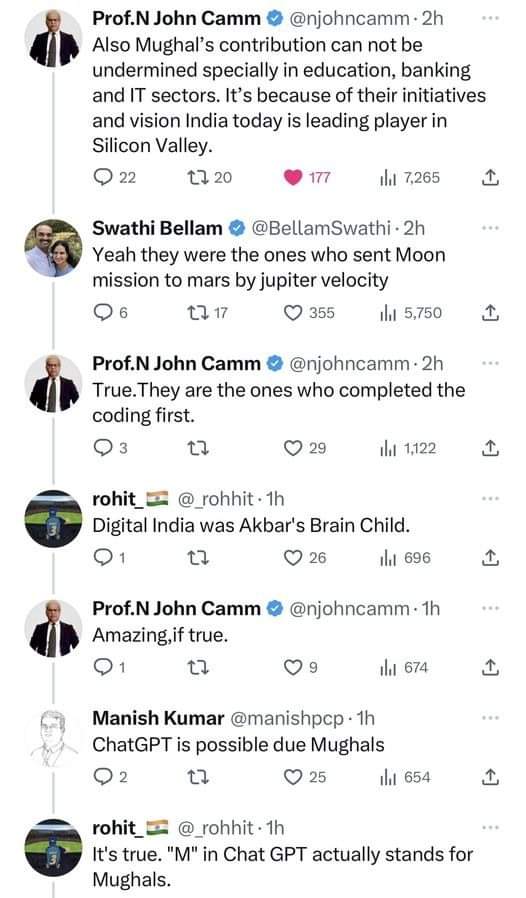 Prof.N John Camm @njohncamm · 2h
Also Mughal's contribution can not be
undermined specially in education, banking
and IT sectors. It's because of their initiatives
and vision India today is leading player in
Silicon Valley.
22 20 177 7,265
Swathi Bellam @BellamSwathi · 2h
Yeah they were the ones who sent Moon
mission to mars by jupiter velocity
6 17 355 5,750
Prof.N John Camm @njohncamm · 2h
True.They are the ones who completed the
coding first.
3 29 1,122
rohit_🇮🇳 @_rohhit · 1h
Digital India was Akbar's Brain Child.
1 26 696
Prof.N John Camm @njohncamm · 1h
Amazing,if true.
1 9 674
Manish Kumar @manishpcp · 1h
ChatGPT is possible due Mughals
2 25 654
rohit_🇮🇳 @_rohhit · 1h
It's true. "M" in Chat GPT actually stands for
Mughals.